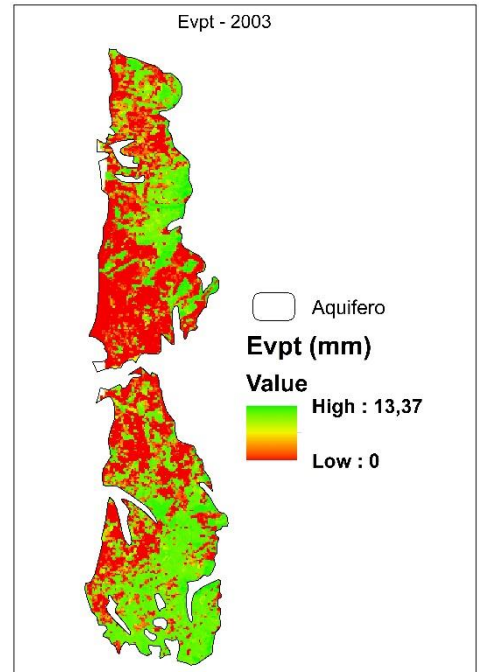 Evpt - 2003
Aquifero
Evpt (mm)
Value
High : 13,37
Low : 0